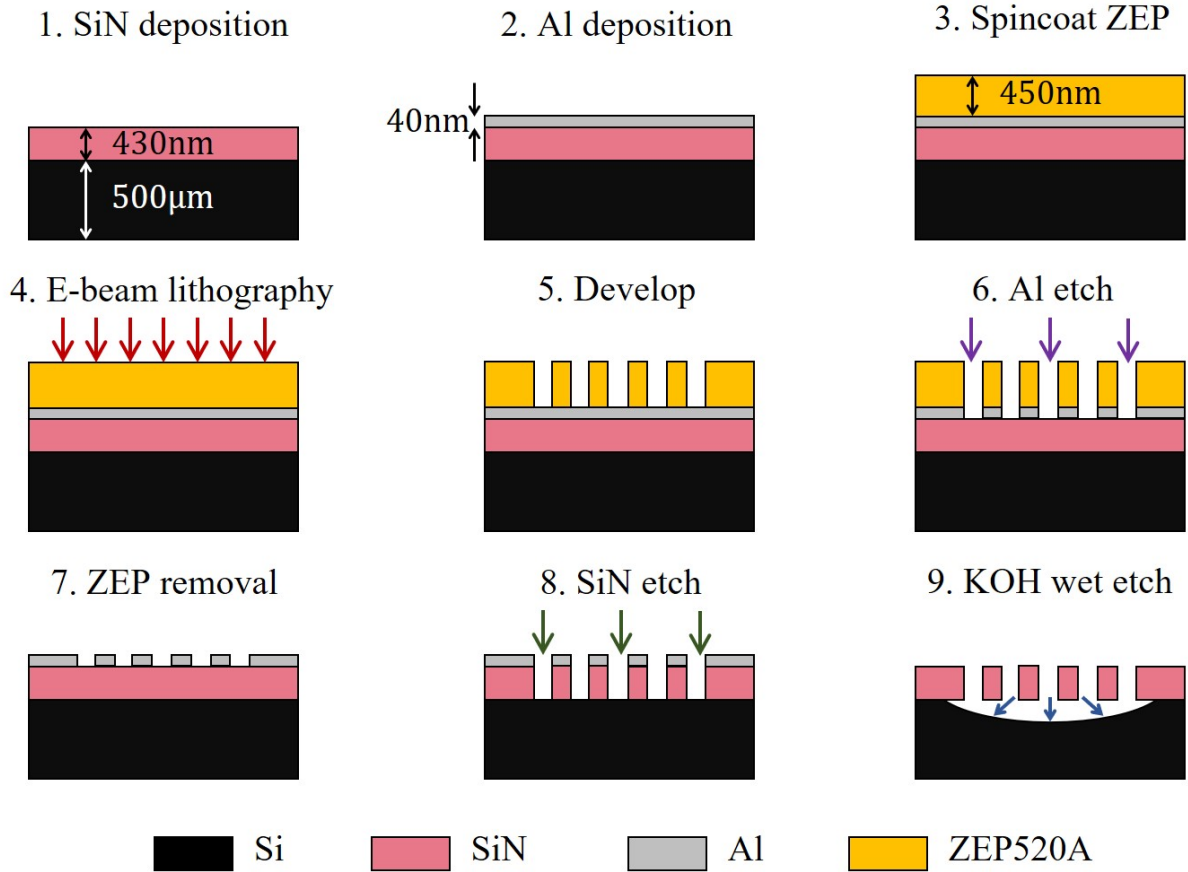 1. SiN deposition
2. Al deposition
3. Spincoat ZEP
430nm
500μm
40nm
450nm
4. E-beam lithography
5. Develop
6. Al etch
7. ZEP removal
8. SiN etch
9. KOH wet etch
Si
SiN
Al
ZEP520A